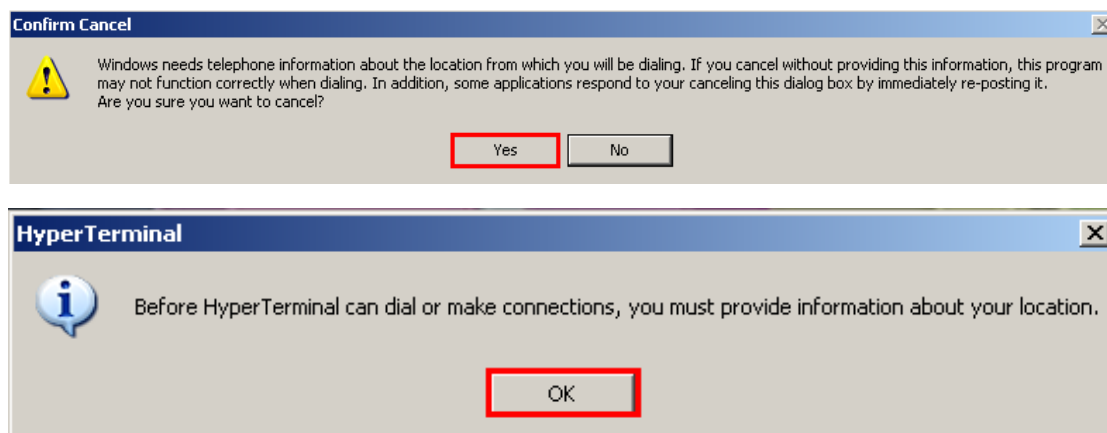 Confirm Cancel
Windows needs telephone information about the location from which you will be dialing. If you cancel without providing this information, this program
may not function correctly when dialing. In addition, some applications respond to your canceling this dialog box by immediately re-posting it.
Are you sure you want to cancel?
Yes No
HyperTerminal
Before HyperTerminal can dial or make connections, you must provide information about your location.
OK